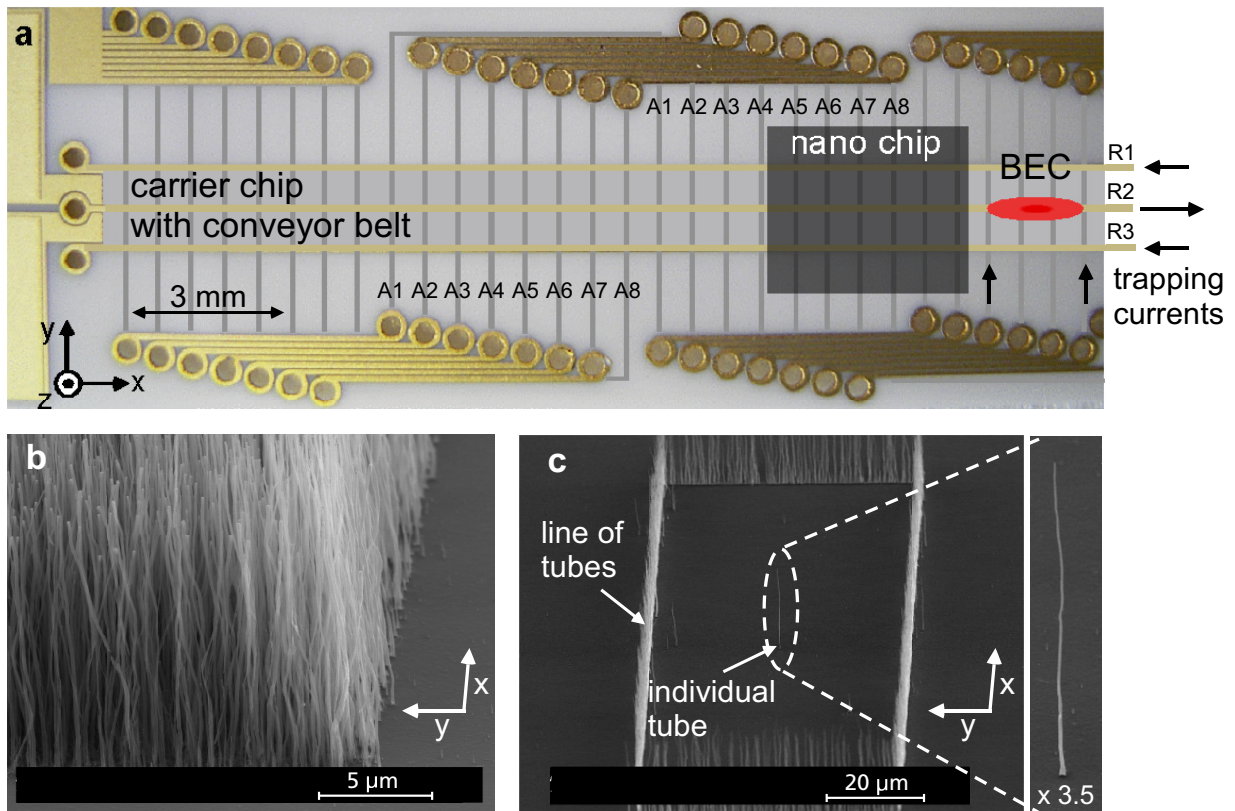 a
A1 A2 A3 A4 A5 A6 A7 A8
nano chip
BEC
R1
R2
R3
carrier chip
with conveyor belt
trapping
currents
3 mm
A1 A2 A3 A4 A5 A6 A7 A8
y
x
z
b
x
y
5 μm
c
line of
tubes
individual
tube
x
y
20 μm
x 3.5